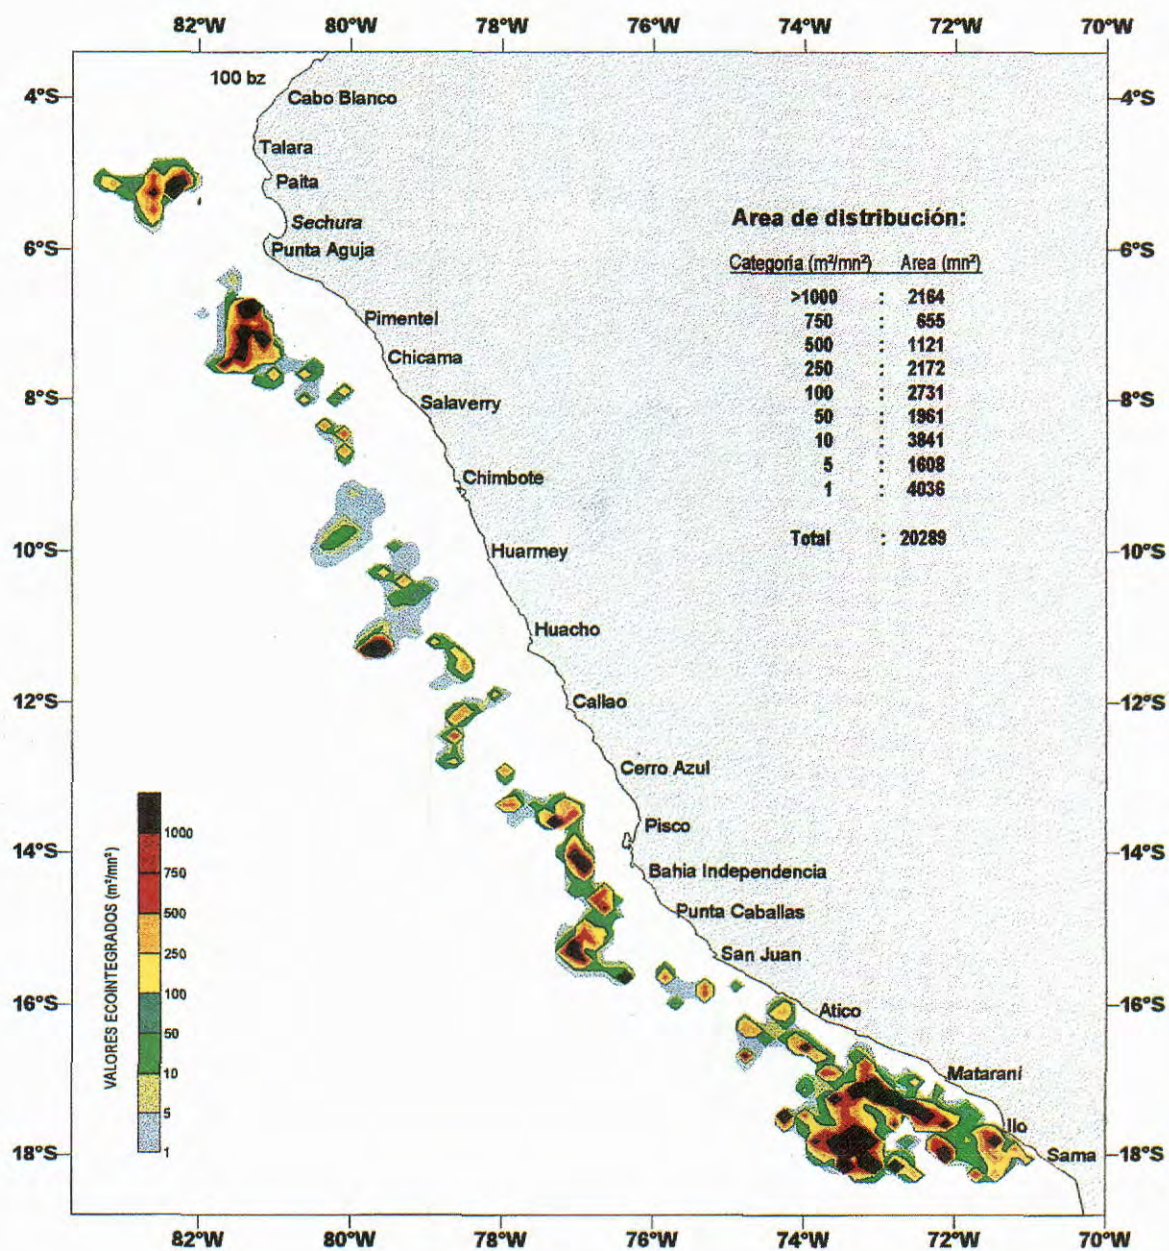 82°W 80°W 78°W 76°W 74°W 72°W 70°W
100 bz
4°S
4°S
Cabo Blanco
Talara
Paita
Sechura
Area de distribución:
6°S
Punta Aguja
6°S
Categoria (m²/mn²) Area (mn²)
>1000 : 2164
Pimentel
750 : 655
500 : 1121
Chicama
250 : 2172
100 : 2731
8°S
Salaverry
8°S
50 : 1961
10 : 3841
5 : 1608
Chimbote
1 : 4036
Total : 20289
10°S
Huarmey
10°S
Huacho
12°S
Callao
12°S
Cerro Azul
Pisco
1000
14°S
Bahia Independencia
14°S
750
500
Punta Caballas
250
San Juan
100
16°S
Atico
16°S
50
10
Mataraní
5
Ilo
1
18°S
Sama
18°S
VALORES ECOINTEGRADOS (m²/mn²)
82°W 80°W 78°W 76°W 74°W 72°W 70°W